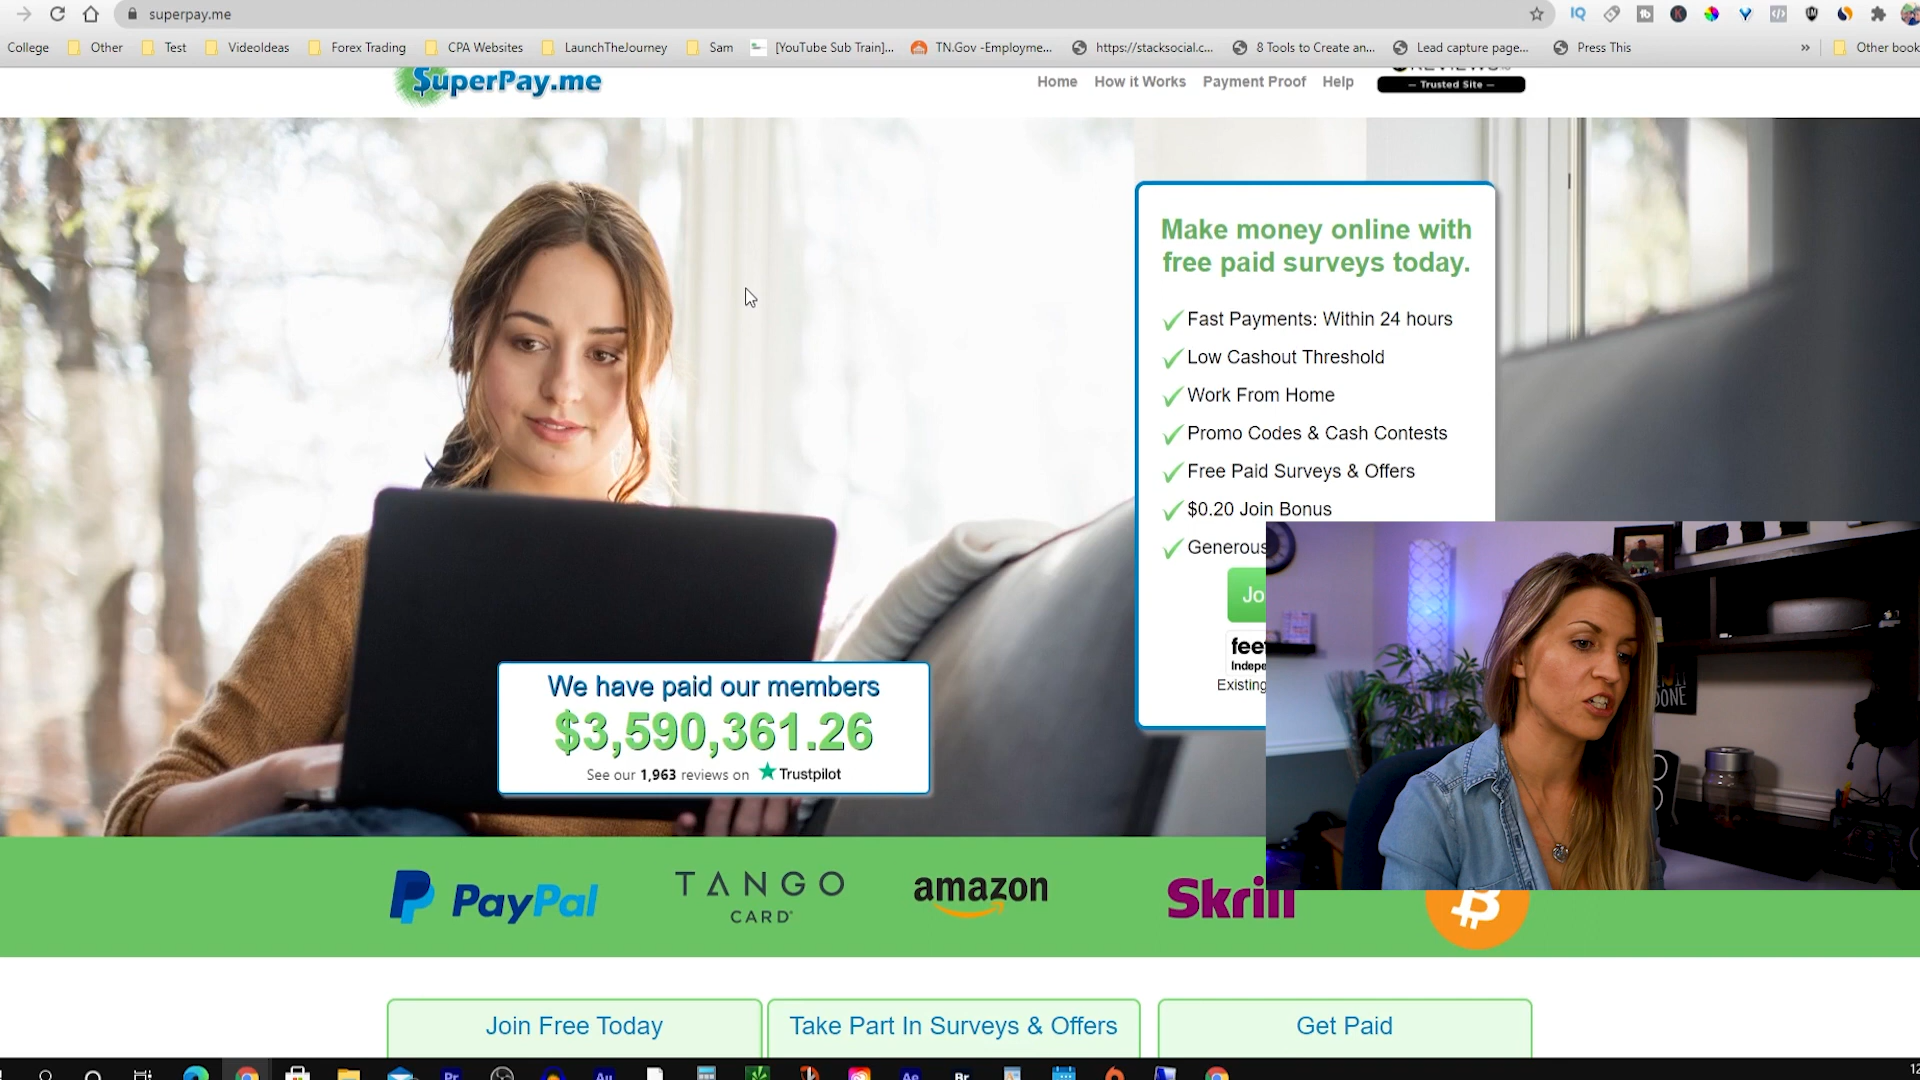 superpay.me
College
Other
Test
VideoIdeas
Forex Trading
CPA Websites
LaunchTheJourney
Sam
[YouTube Sub Train]...
TN.Gov -Employme...
https://stacksocial.c...
8 Tools to Create an...
Lead capture page...
Press This
»
Other book
SuperPay.me
Home
How it Works
Payment Proof
Help
— Trusted Site —
Make money online with
free paid surveys today.
Fast Payments: Within 24 hours
Low Cashout Threshold
Work From Home
Promo Codes & Cash Contests
Free Paid Surveys & Offers
$0.20 Join Bonus
Generous
Jo
feef
Indepe
Existing
DONE
We have paid our members
$3,590,361.26
See our 1,963 reviews on Trustpilot
PayPal
TANGO
CARD
amazon
Skrill
Join Free Today
Take Part In Surveys & Offers
Get Paid